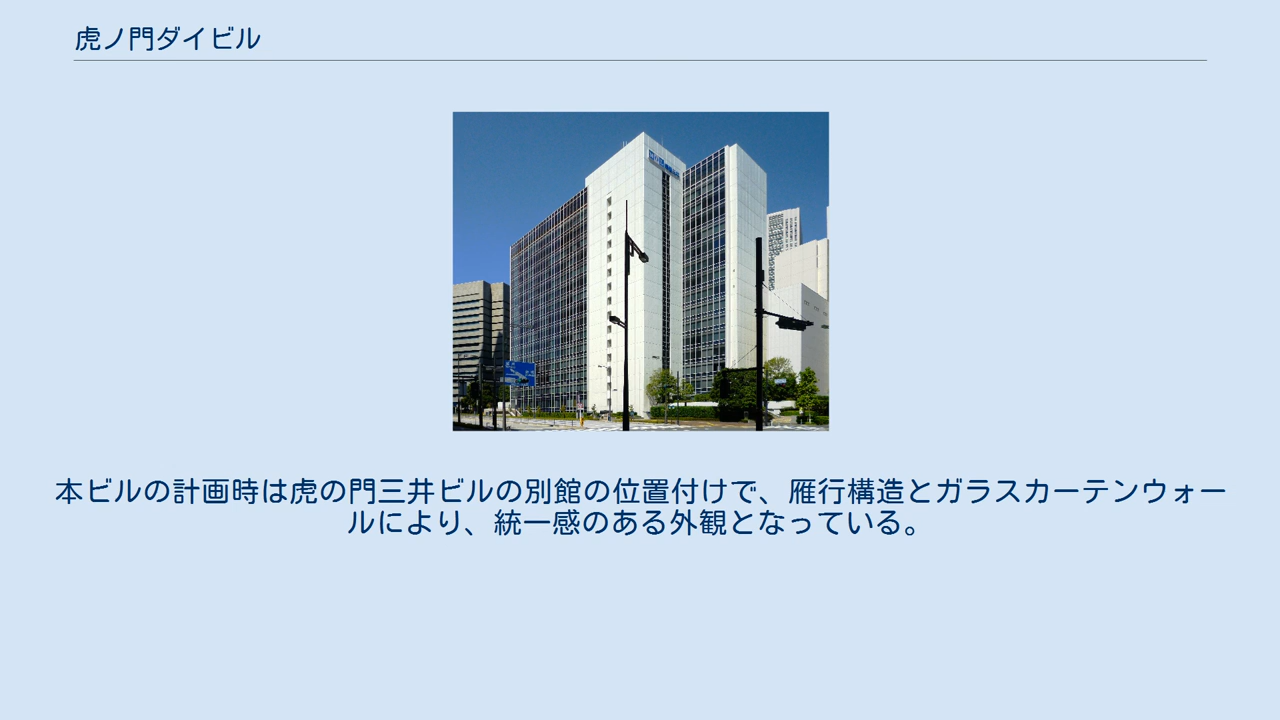 虎ノ門ダイビル
本ビルの計画時は虎の門三井ビルの別館の位置付けで、雁行構造とガラスカーテンウォー
ルにより、統一感のある外観となっている。